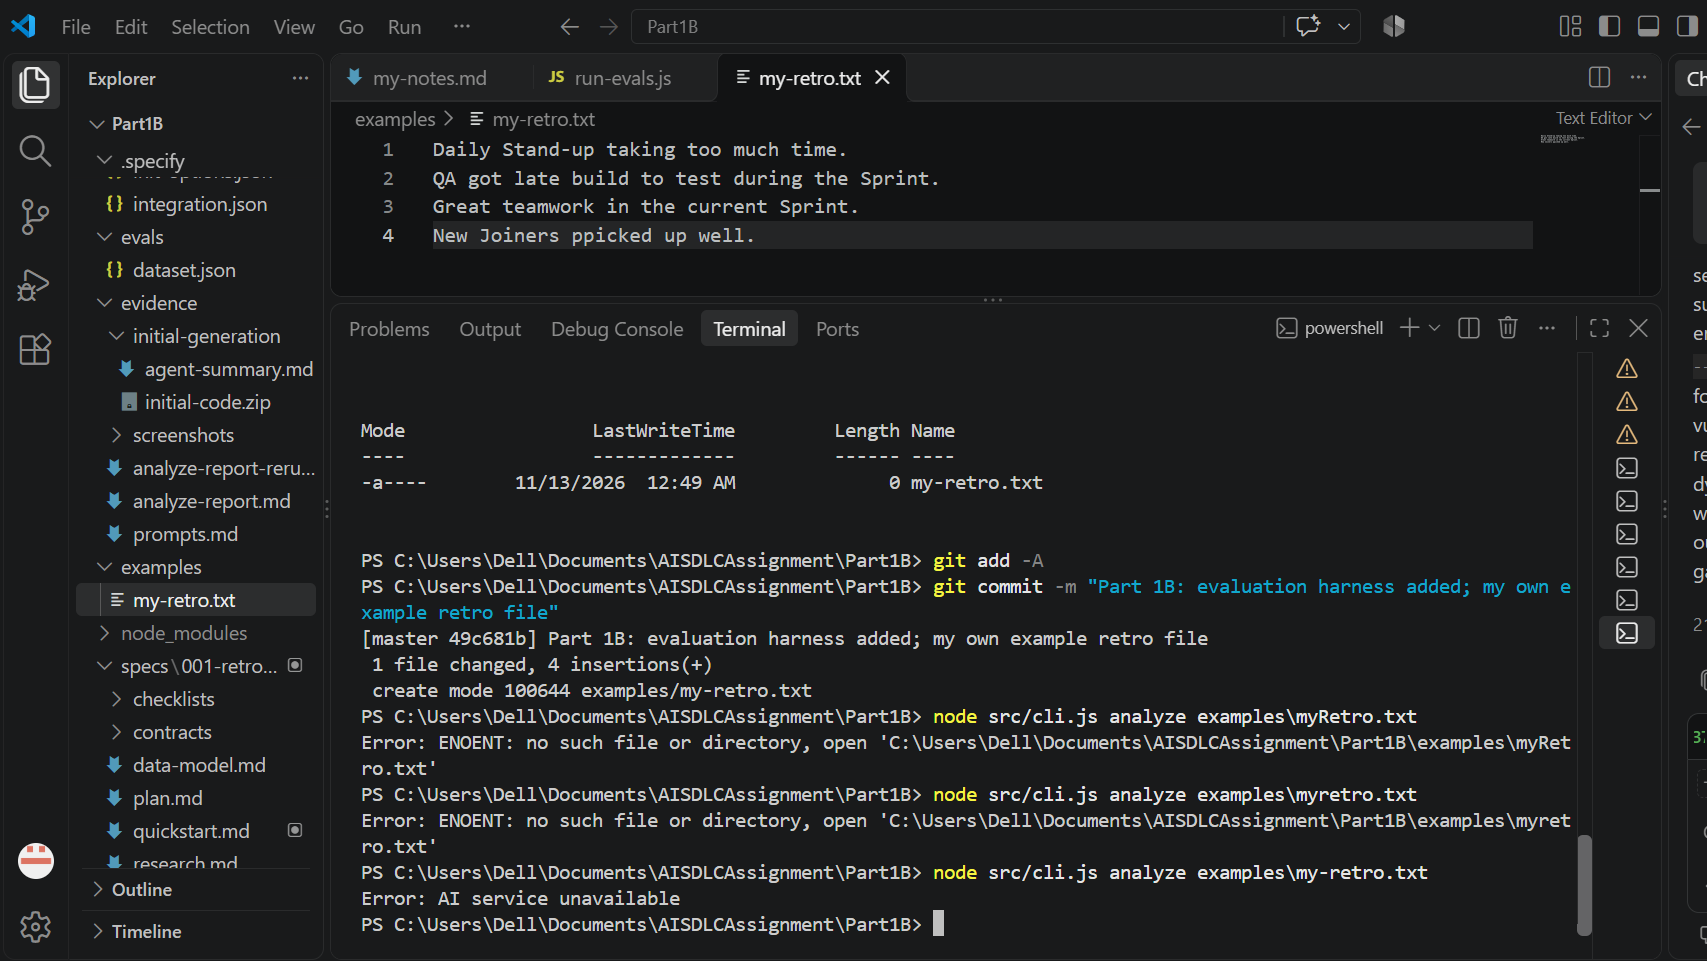 File Edit Selection View Go Run ··· Part1B
Explorer ···
Part1B
.specify
integration.json
evals
dataset.json
evidence
initial-generation
agent-summary.md
initial-code.zip
screenshots
analyze-report-reru...
analyze-report.md
prompts.md
examples
my-retro.txt
node_modules
specs\001-retro...
checklists
contracts
data-model.md
plan.md
quickstart.md
research.md
Outline
Timeline
my-notes.md JS run-evals.js my-retro.txt
examples > my-retro.txt Text Editor
1 Daily Stand-up taking too much time.
2 QA got late build to test during the Sprint.
3 Great teamwork in the current Sprint.
4 New Joiners ppicked up well.
Problems Output Debug Console Terminal Ports powershell
Mode LastWriteTime Length Name
---- ------------- ------ ----
-a---- 11/13/2026 12:49 AM 0 my-retro.txt
PS C:\Users\Dell\Documents\AISDLCAssignment\Part1B> git add -A
PS C:\Users\Dell\Documents\AISDLCAssignment\Part1B> git commit -m "Part 1B: evaluation harness added; my own e
xample retro file"
[master 49c681b] Part 1B: evaluation harness added; my own example retro file
1 file changed, 4 insertions(+)
create mode 100644 examples/my-retro.txt
PS C:\Users\Dell\Documents\AISDLCAssignment\Part1B> node src/cli.js analyze examples\myRetro.txt
Error: ENOENT: no such file or directory, open 'C:\Users\Dell\Documents\AISDLCAssignment\Part1B\examples\myRet
ro.txt'
PS C:\Users\Dell\Documents\AISDLCAssignment\Part1B> node src/cli.js analyze examples\myretro.txt
Error: ENOENT: no such file or directory, open 'C:\Users\Dell\Documents\AISDLCAssignment\Part1B\examples\myret
ro.txt'
PS C:\Users\Dell\Documents\AISDLCAssignment\Part1B> node src/cli.js analyze examples\my-retro.txt
Error: AI service unavailable
PS C:\Users\Dell\Documents\AISDLCAssignment\Part1B>